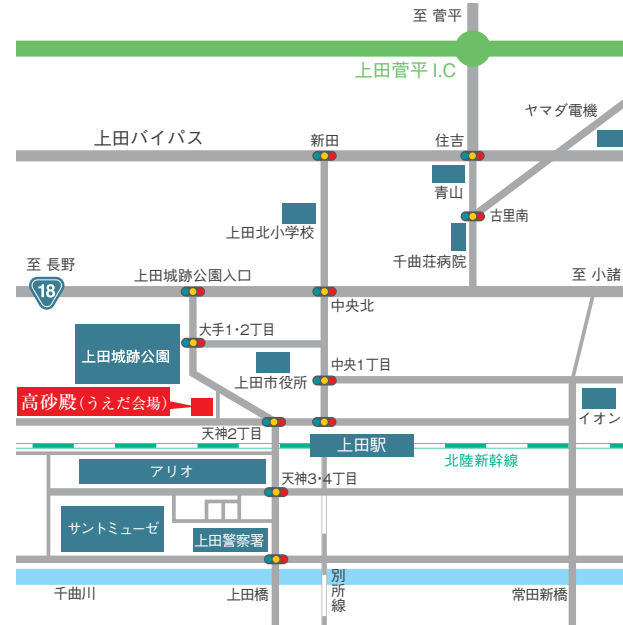 至 菅平
上田菅平 I.C
ヤマダ電機
上田バイパス
新田
住吉
青山
古里南
上田北小学校
千曲荘病院
至 長野
上田城跡公園入口
至 小諸
18
中央北
大手1・2丁目
上田城跡公園
中央1丁目
上田市役所
高砂殿(うえだ会場)
イオン
天神2丁目
上田駅
北陸新幹線
アリオ
天神3・4丁目
サントミューゼ
上田警察署
千曲川
上田橋
別所線
常田新橋